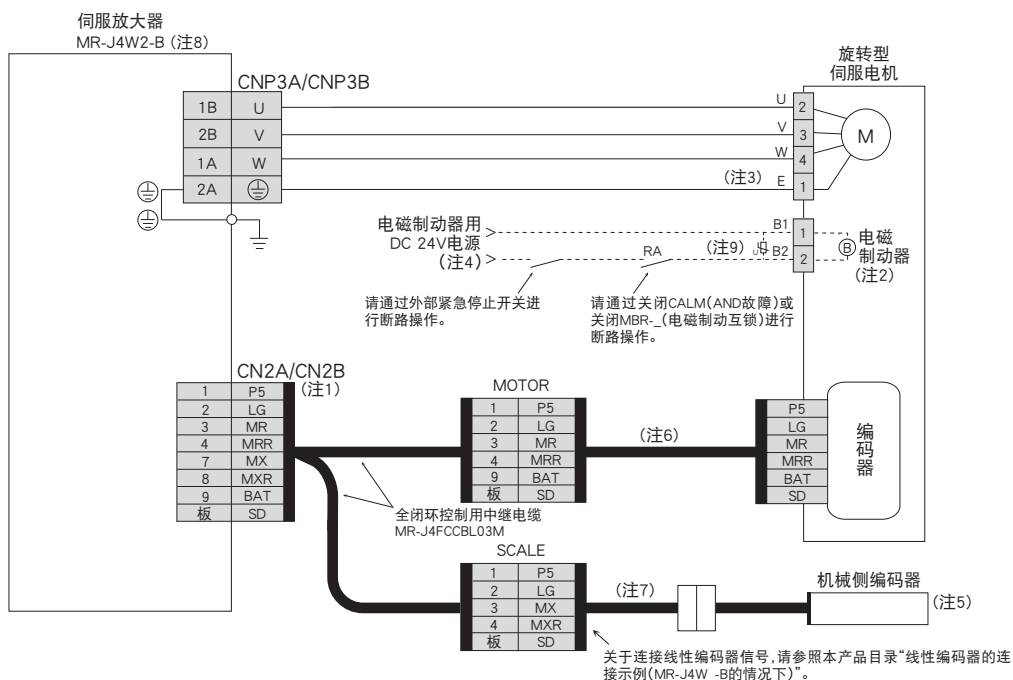 伺服放大器
MR-J4W2-B (注8)
旋转型
伺服电机
CNP3A/CNP3B
1B U
2B V
1A W
2A
U 2
V 3
W 4
(注3) E 1
M
电磁制动器用
DC 24V电源
(注4)
RA
(注9)
U
B1 1
B2 2
B
电磁
制动器
(注2)
请通过外部紧急停止开关进
行断路操作。
请通过关闭CALM(AND故障)或
关闭MBR-_(电磁制动互锁)进行
断路操作。
CN2A/CN2B
(注1)
1 P5
2 LG
3 MR
4 MRR
7 MX
8 MXR
9 BAT
板 SD
MOTOR
1 P5
2 LG
3 MR
4 MRR
9 BAT
板 SD
(注6)
P5
LG
MR
MRR
BAT
SD
编码器
全闭环控制用中继电缆
MR-J4FCCBL03M
SCALE
1 P5
2 LG
3 MX
4 MXR
板 SD
(注7)
机械侧编码器
(注5)
关于连接线性编码器信号,请参照本产品目录“线性编码器的连
接示例(MR-J4W_-B的情况下)”。